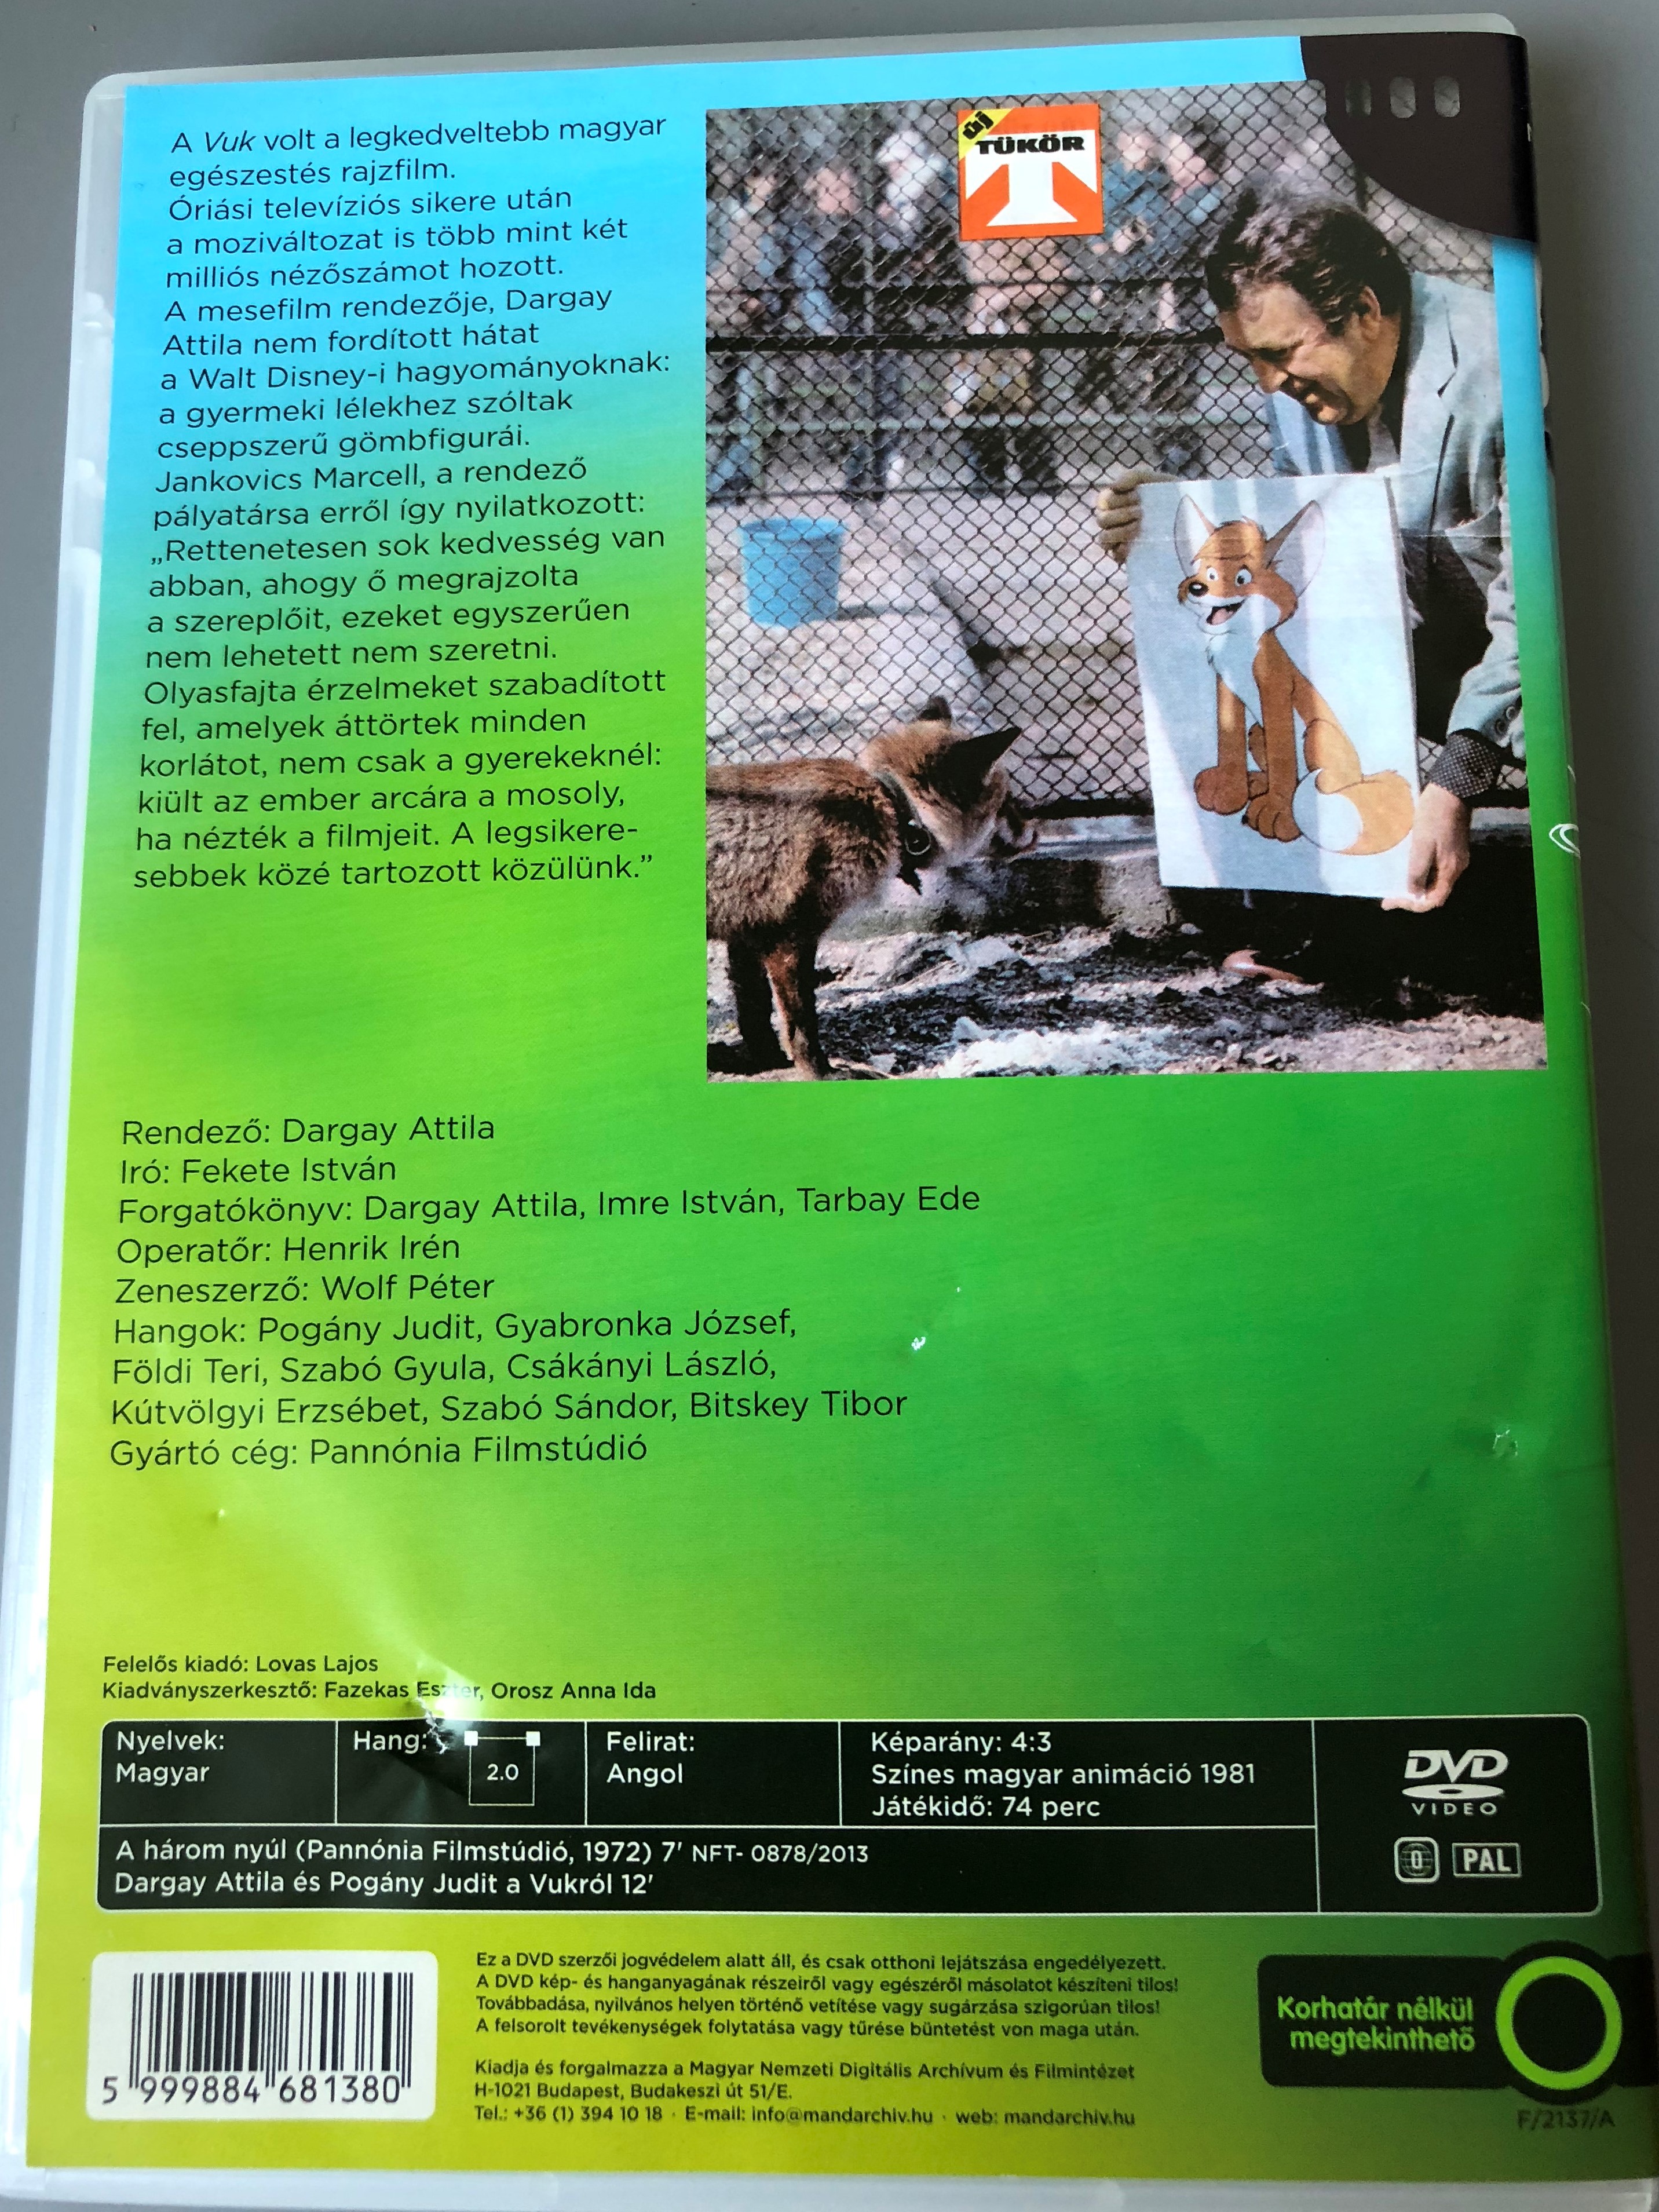 A Vuk volt a legkedveltebb magyar
egészestés rajzfilm.
Óriási televíziós sikere után
a moziváltozat is több mint két
milliós nézőszámot hozott.
A mesefilm rendezője, Dargay
Attila nem fordított hátat
a Walt Disney-i hagyományoknak:
a gyermeki lélekhez szóltak
cseppszerű gömbfigurái.
Jankovics Marcell, a rendező
pályatársa erről így nyilatkozott:
„Rettenetesen sok kedvesség van
abban, ahogy ő megrajzolta
a szereplőit, ezeket egyszerűen
nem lehetett nem szeretni.
Olyasfajta érzelmeket szabadított
fel, amelyek áttörtek minden
korlátot, nem csak a gyerekeknél:
kiült az ember arcára a mosoly,
ha nézték a filmjeit. A legsikere-
sebbek közé tartozott közülünk.”
új
TÜKÖR
T
Rendező: Dargay Attila
Iró: Fekete István
Forgatókönyv: Dargay Attila, Imre István, Tarbay Ede
Operatőr: Henrik Irén
Zeneszerző: Wolf Péter
Hangok: Pogány Judit, Gyabronka József,
Földi Teri, Szabó Gyula, Csákányi László,
Kútvölgyi Erzsébet, Szabó Sándor, Bitskey Tibor
Gyártó cég: Pannónia Filmstúdió
Felelős kiadó: Lovas Lajos
Kiadványszerkesztő: Fazekas Eszter, Orosz Anna Ida
Nyelvek:
Magyar
Hang:
2.0
Felirat:
Angol
Képarány: 4:3
Színes magyar animáció 1981
Játékidő: 74 perc
A három nyúl (Pannónia Filmstúdió, 1972) 7' NFT- 0878/2013
Dargay Attila és Pogány Judit a Vukról 12'
DVD
VIDEO
0 PAL
5 999884 681380
Ez a DVD szerzői jogvédelem alatt áll, és csak otthoni lejátszása engedélyezett.
A DVD kép- és hanganyagának részeiről vagy egészéről másolatot készíteni tilos!
Továbbadása, nyilvános helyen történő vetítése vagy sugárzása szigorúan tilos!
A felsorolt tevékenységek folytatása vagy tűrése büntetést von maga után.
Kiadja és forgalmazza a Magyar Nemzeti Digitális Archívum és Filmintézet
H-1021 Budapest, Budakeszi út 51/E.
Tel.: +36 (1) 394 10 18 · E-mail: info@mandarchiv.hu · web: mandarchiv.hu
Korhatár nélkül
megtekinthető
F/2137/A